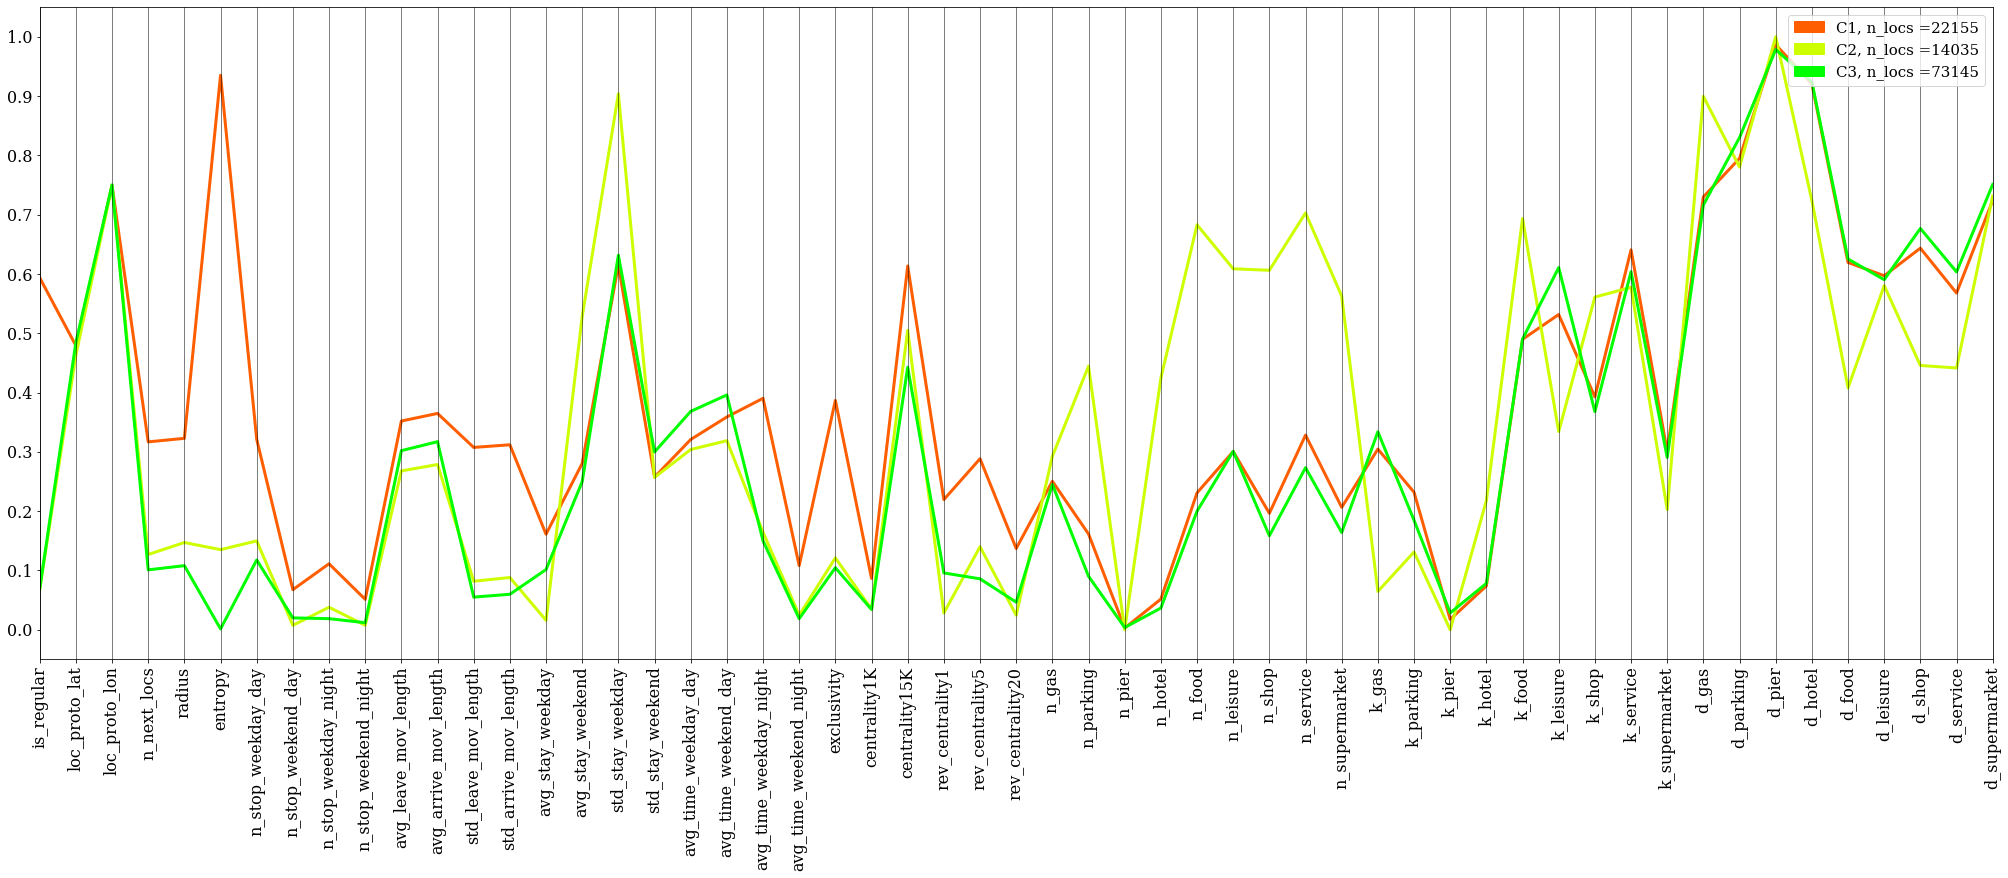 1.0
0.9
0.8
0.7
0.6
0.5
0.4
0.3
0.2
0.1
0.0
C1, n_locs =22155
C2, n_locs =14035
C3, n_locs =73145
is_regular
loc_proto_lat
loc_proto_lon
n_next_locs
radius
entropy
n_stop_weekday_day
n_stop_weekend_day
n_stop_weekday_night
n_stop_weekend_night
avg_leave_mov_length
avg_arrive_mov_length
std_leave_mov_length
std_arrive_mov_length
avg_stay_weekday
avg_stay_weekend
std_stay_weekday
std_stay_weekend
avg_time_weekday_day
avg_time_weekend_day
avg_time_weekday_night
avg_time_weekend_night
exclusivity
centrality1K
centrality15K
rev_centrality1
rev_centrality5
rev_centrality20
n_gas
n_parking
n_pier
n_hotel
n_food
n_leisure
n_shop
n_service
n_supermarket
k_gas
k_parking
k_pier
k_hotel
k_food
k_leisure
k_shop
k_service
k_supermarket
d_gas
d_parking
d_pier
d_hotel
d_food
d_leisure
d_shop
d_service
d_supermarket